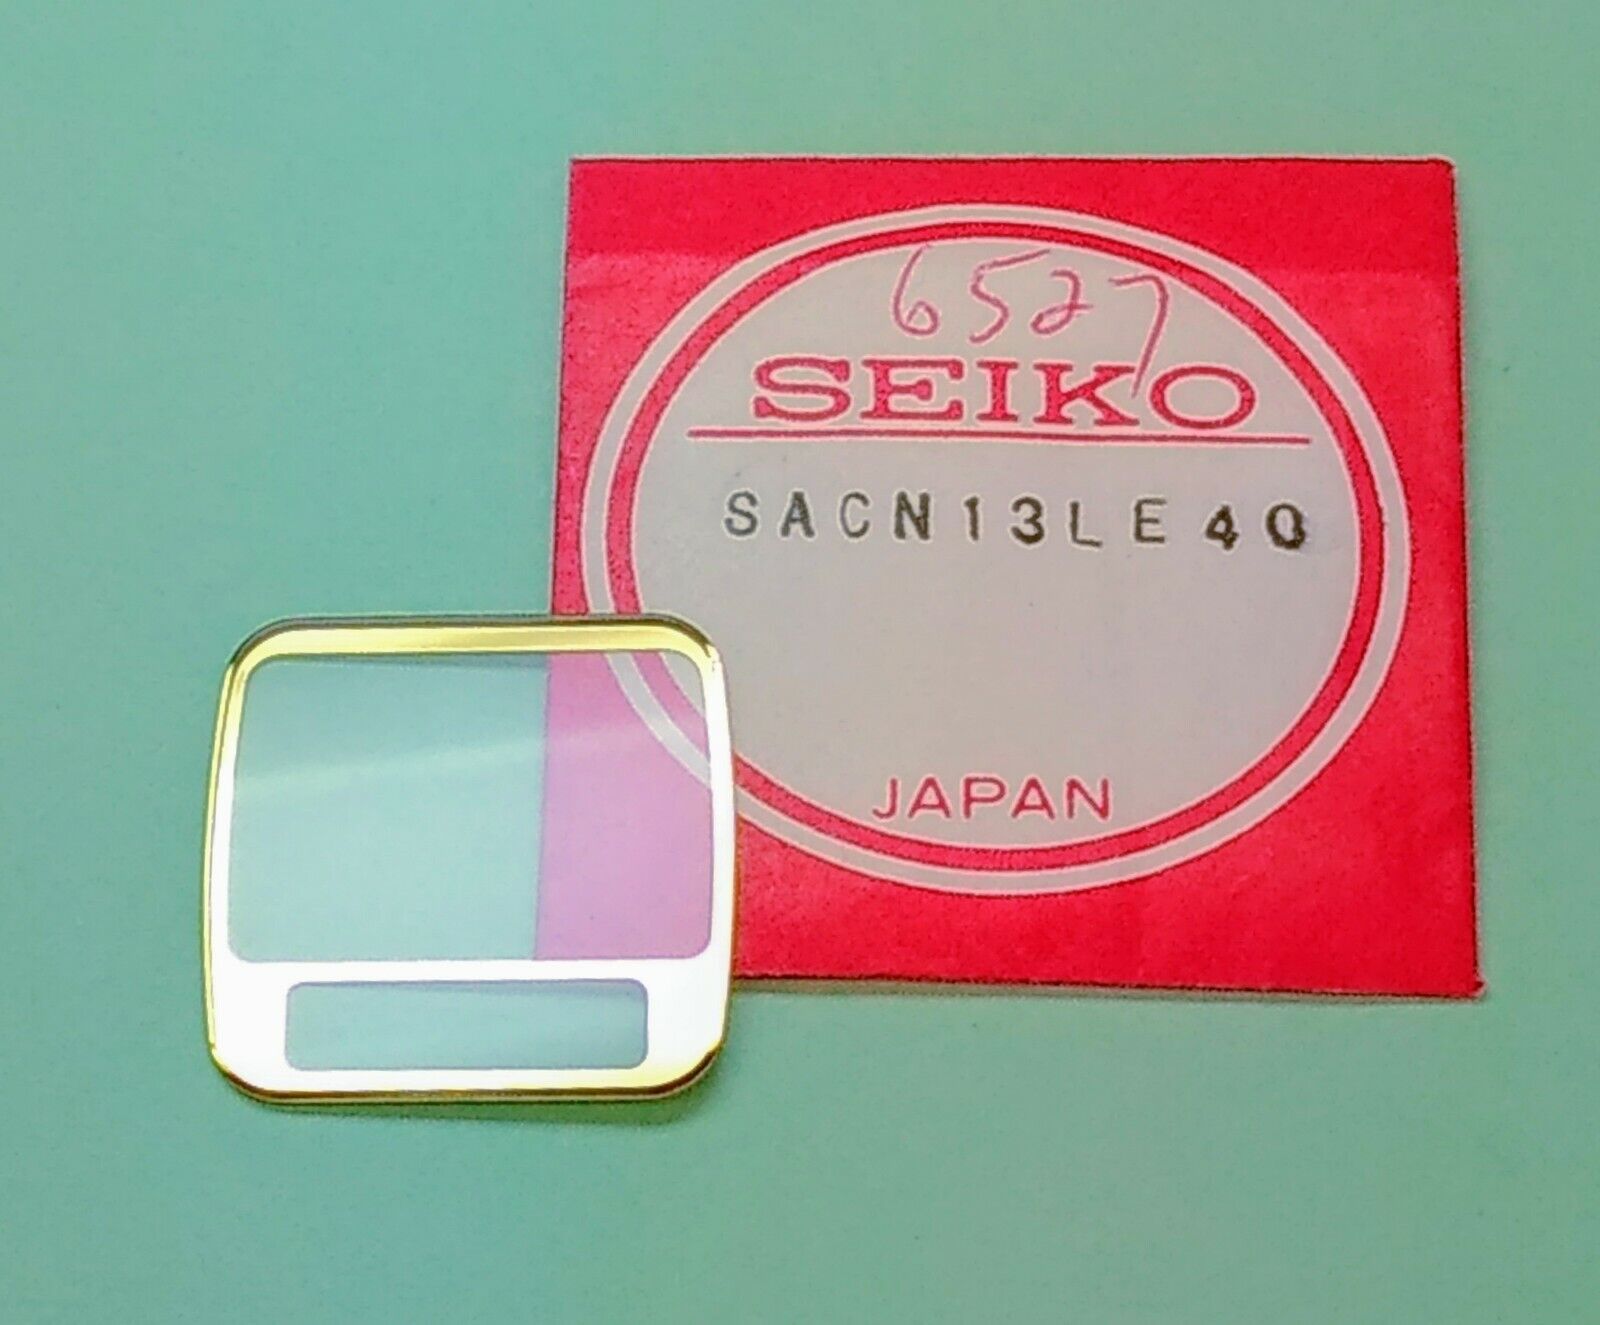 6527
SEIKO
SACN13LE40
JAPAN